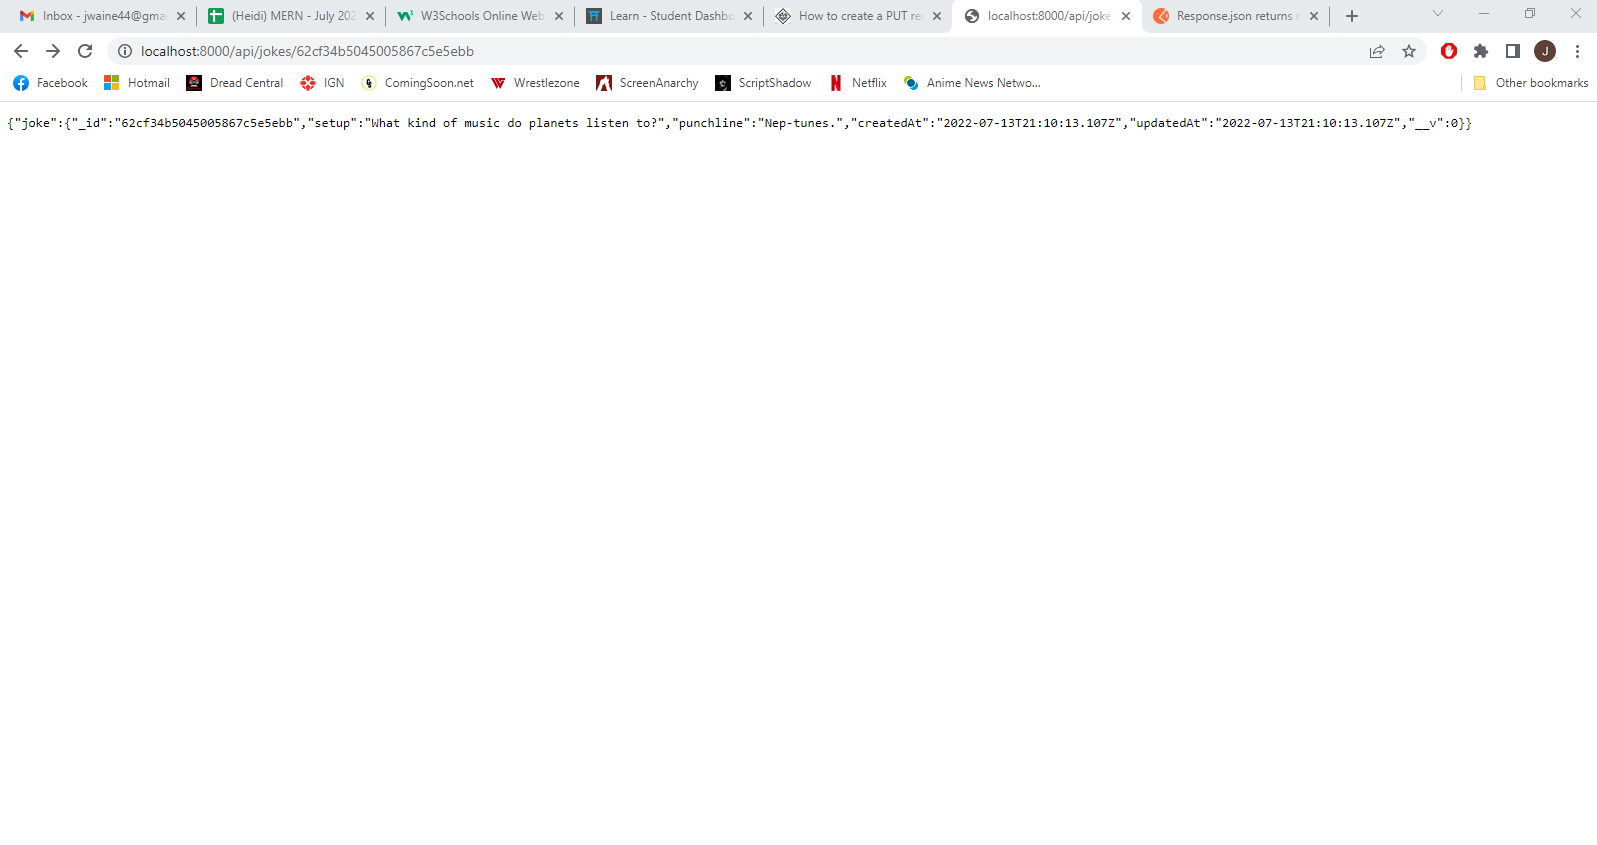 Inbox - jwaine44@gma
(Heidi) MERN - July 202
W3Schools Online Web
Learn - Student Dashbo
How to create a PUT re
localhost:8000/api/joke
Response.json returns
localhost:8000/api/jokes/62cf34b5045005867c5e5ebb
J
Facebook
Hotmail
Dread Central
IGN
ComingSoon.net
Wrestlezone
ScreenAnarchy
ScriptShadow
Netflix
Anime News Netwo...
Other bookmarks
{"joke":{"_id":"62cf34b5045005867c5e5ebb","setup":"What kind of music do planets listen to?","punchline":"Nep-tunes.","createdAt":"2022-07-13T21:10:13.107Z","updatedAt":"2022-07-13T21:10:13.107Z","__v":0}}